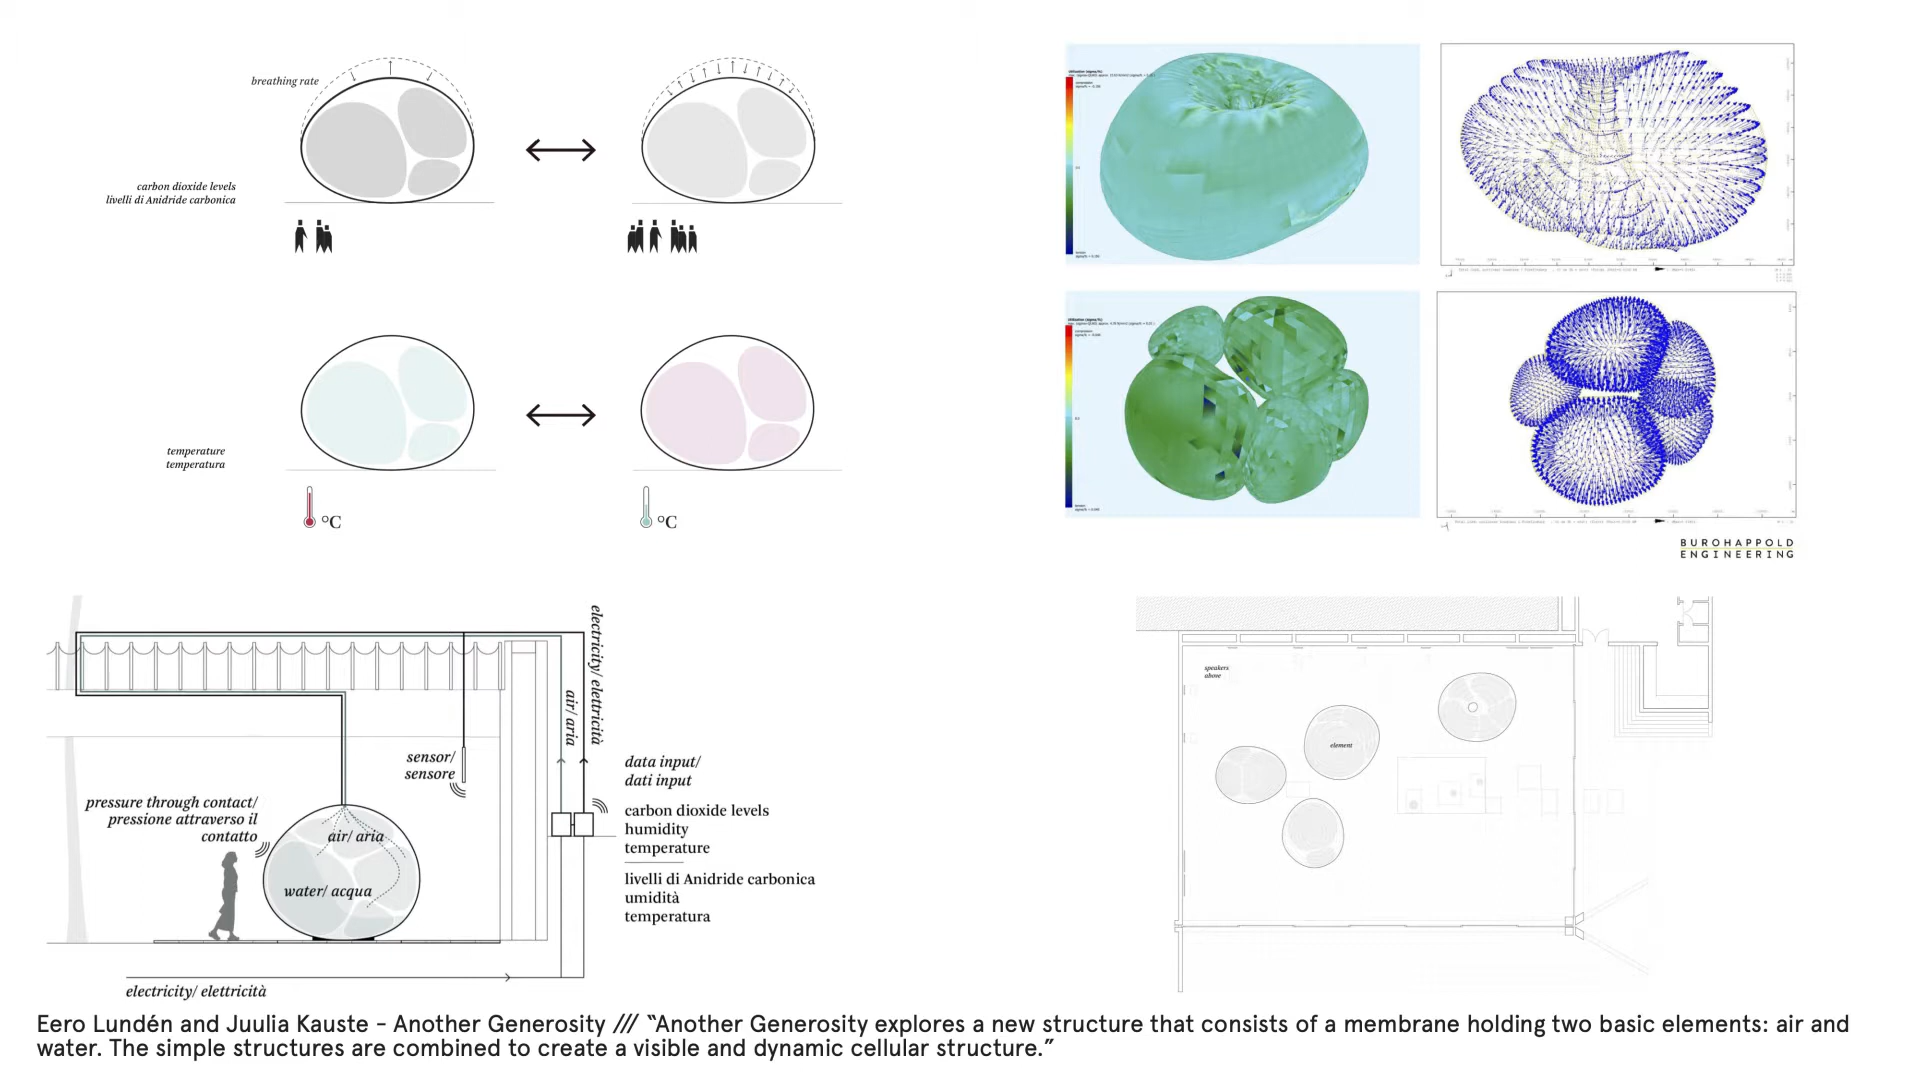 breathing rate
carbon dioxide levels
livelli di Anidride carbonica
temperature
temperatura
°C
°C
BUROHAPPOLD
ENGINEERING
electricity/ elettricità
air/ aria
sensor/
sensore
pressure through contact/
pressione attraverso il
contatto
air/ aria
water/ acqua
data input/
dati input
carbon dioxide levels
humidity
temperature
livelli di Anidride carbonica
umidità
temperatura
electricity/ elettricità
speakers
above
element
Eero Lundén and Juulia Kauste - Another Generosity /// “Another Generosity explores a new structure that consists of a membrane holding two basic elements: air and
water. The simple structures are combined to create a visible and dynamic cellular structure.”